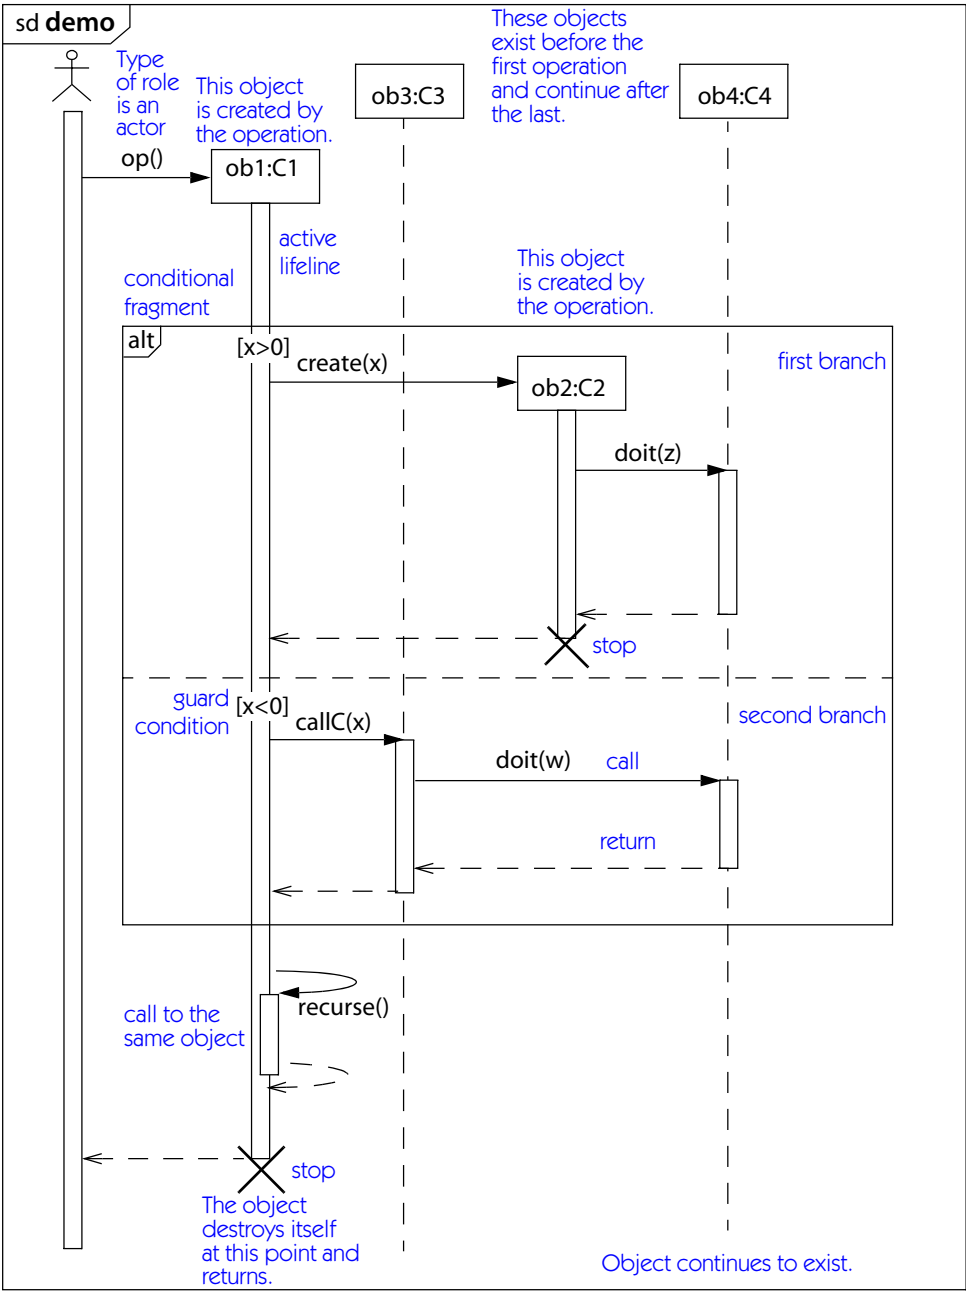 sd demo
Type
of role
is an
actor
This object
is created by
the operation.
These objects
exist before the
first operation
and continue after
the last.
ob3:C3
ob4:C4
op()
ob1:C1
active
lifeline
conditional
fragment
This object
is created by
the operation.
alt
[x>0]
create(x)
ob2:C2
first branch
doit(z)
stop
guard
condition
[x<0]
callC(x)
second branch
doit(w)
call
return
recurse()
call to the
same object
stop
The object
destroys itself
at this point and
returns.
Object continues to exist.